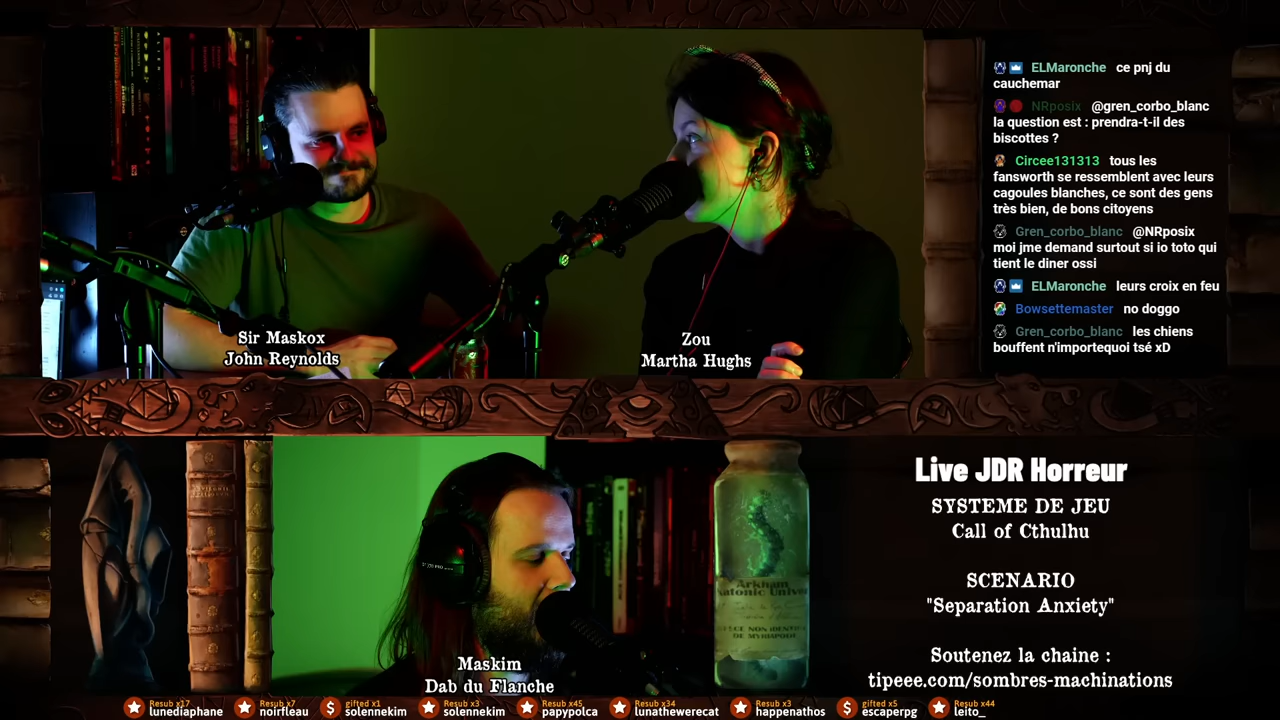 ELMaronche ce pnj du
cauchemar
NRposix @gren_corbo_blanc
la question est : prendra-t-il des
biscottes ?
Circee131313 tous les
fansworth se ressemblent avec leurs
cagoules blanches, ce sont des gens
très bien, de bons citoyens
Gren_corbo_blanc @NRposix
moi jme demand surtout si io toto qui
tient le diner ossi
ELMaronche leurs croix en feu
Bowsettemaster no doggo
Gren_corbo_blanc les chiens
bouffent n'importequoi tsé xD
Sir Maskox
John Reynolds
Zou
Martha Hughs
Maskim
Dab du Flanche
Arkham
Live JDR Horreur
SYSTEME DE JEU
Call of Cthulhu
SCENARIO
"Separation Anxiety"
Soutenez la chaine :
tipeee.com/sombres-machinations
Resub x17
lunediaphane
Resub x7
noirfleau
gifted x1
solennekim
Resub x3
solennekim
Resub x45
papypolca
Resub x34
lunathewerecat
Resub x3
happenathos
gifted x5
escaperpg
Resub x44
leito_